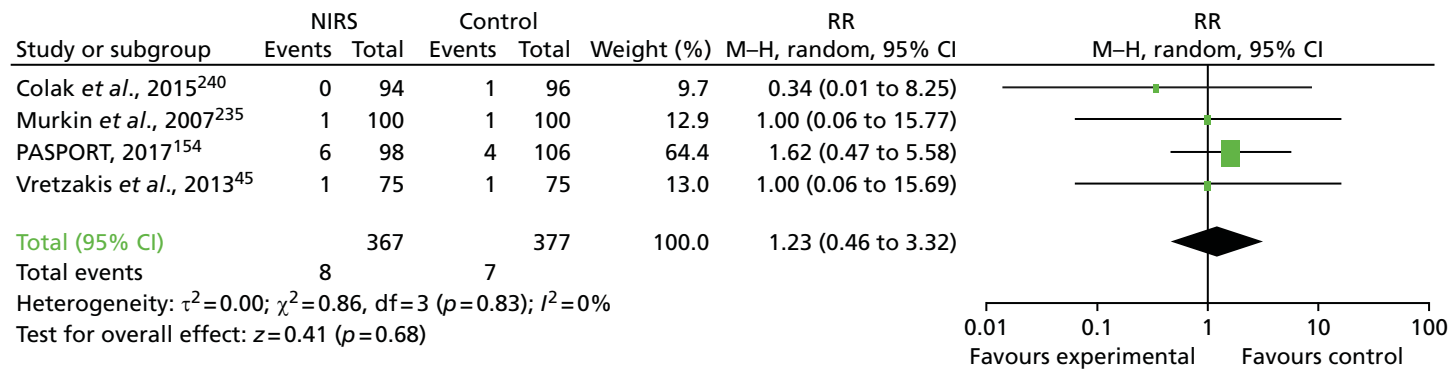 NIRS Control RR RR
Study or subgroup Events Total Events Total Weight (%) M–H, random, 95% CI M–H, random, 95% CI
Colak et al., 2015²⁴⁰ 0 94 1 96 9.7 0.34 (0.01 to 8.25)
Murkin et al., 2007²³⁵ 1 100 1 100 12.9 1.00 (0.06 to 15.77)
PASPORT, 2017¹⁵⁴ 6 98 4 106 64.4 1.62 (0.47 to 5.58)
Vretzakis et al., 2013⁴⁵ 1 75 1 75 13.0 1.00 (0.06 to 15.69)
Total (95% CI) 367 377 100.0 1.23 (0.46 to 3.32)
Total events 8 7
Heterogeneity: τ²=0.00; χ²=0.86, df=3 (p=0.83); I²=0%
Test for overall effect: z=0.41 (p=0.68)
0.01 0.1 1 10 100
Favours experimental Favours control